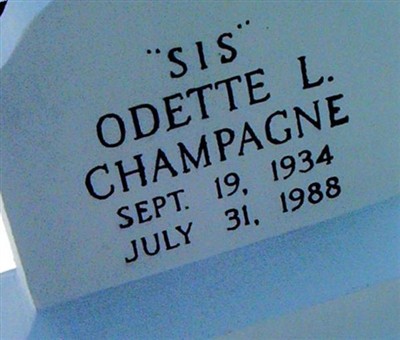 "SIS"
ODETTE L.
CHAMPAGNE
SEPT. 19, 1934
JULY 31, 1988